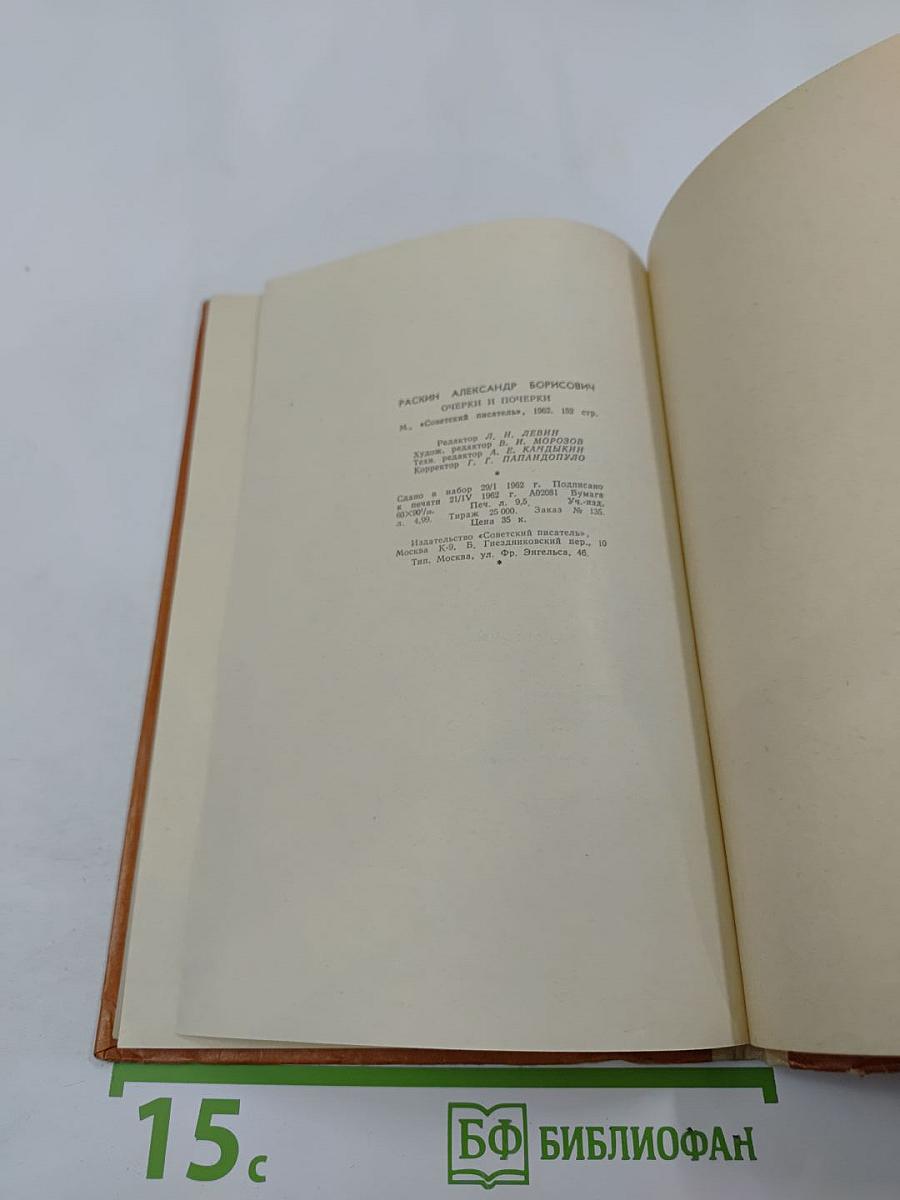 РАСКИН АЛЕКСАНДР БОРИСОВИЧ
ОЧЕРКИ И ПОЧЕРКИ
М., «Советский писатель», 1962. 152 стр.
Редактор Л. И. ЛЕВИН
Худож. редактор В. И. МОРОЗОВ
Техн. редактор А. Е. КАНДЫКИН
Корректор Г. Г. ПАПАНДОПУЛО
*
Сдано в набор 29/I 1962 г. Подписано
к печати 21/IV 1962 г. А02081 Бумага
60×90¹/₁₆. Печ. л. 9,5. Уч.-изд.
л. 4,99. Тираж 25 000. Заказ № 135.
Цена 35 к.
Издательство «Советский писатель»,
Москва К-9, Б. Гнездниковский пер., 10
Тип. Москва, ул. Фр. Энгельса, 46.
*
15 с
БФ БИБЛИОФАН